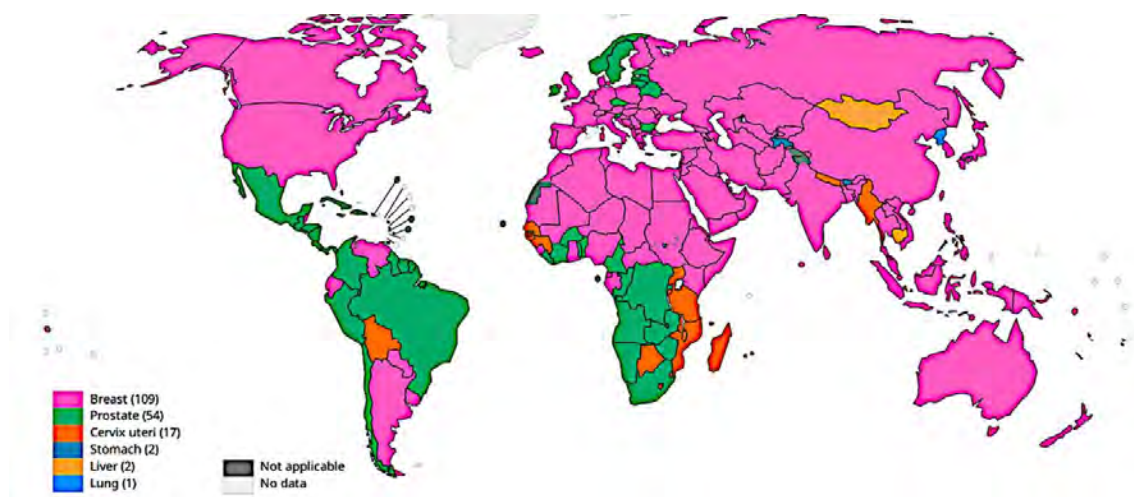 Breast (109)
Prostate (54)
Cervix uteri (17)
Stomach (2)
Liver (2)
Lung (1)
Not applicable
No data